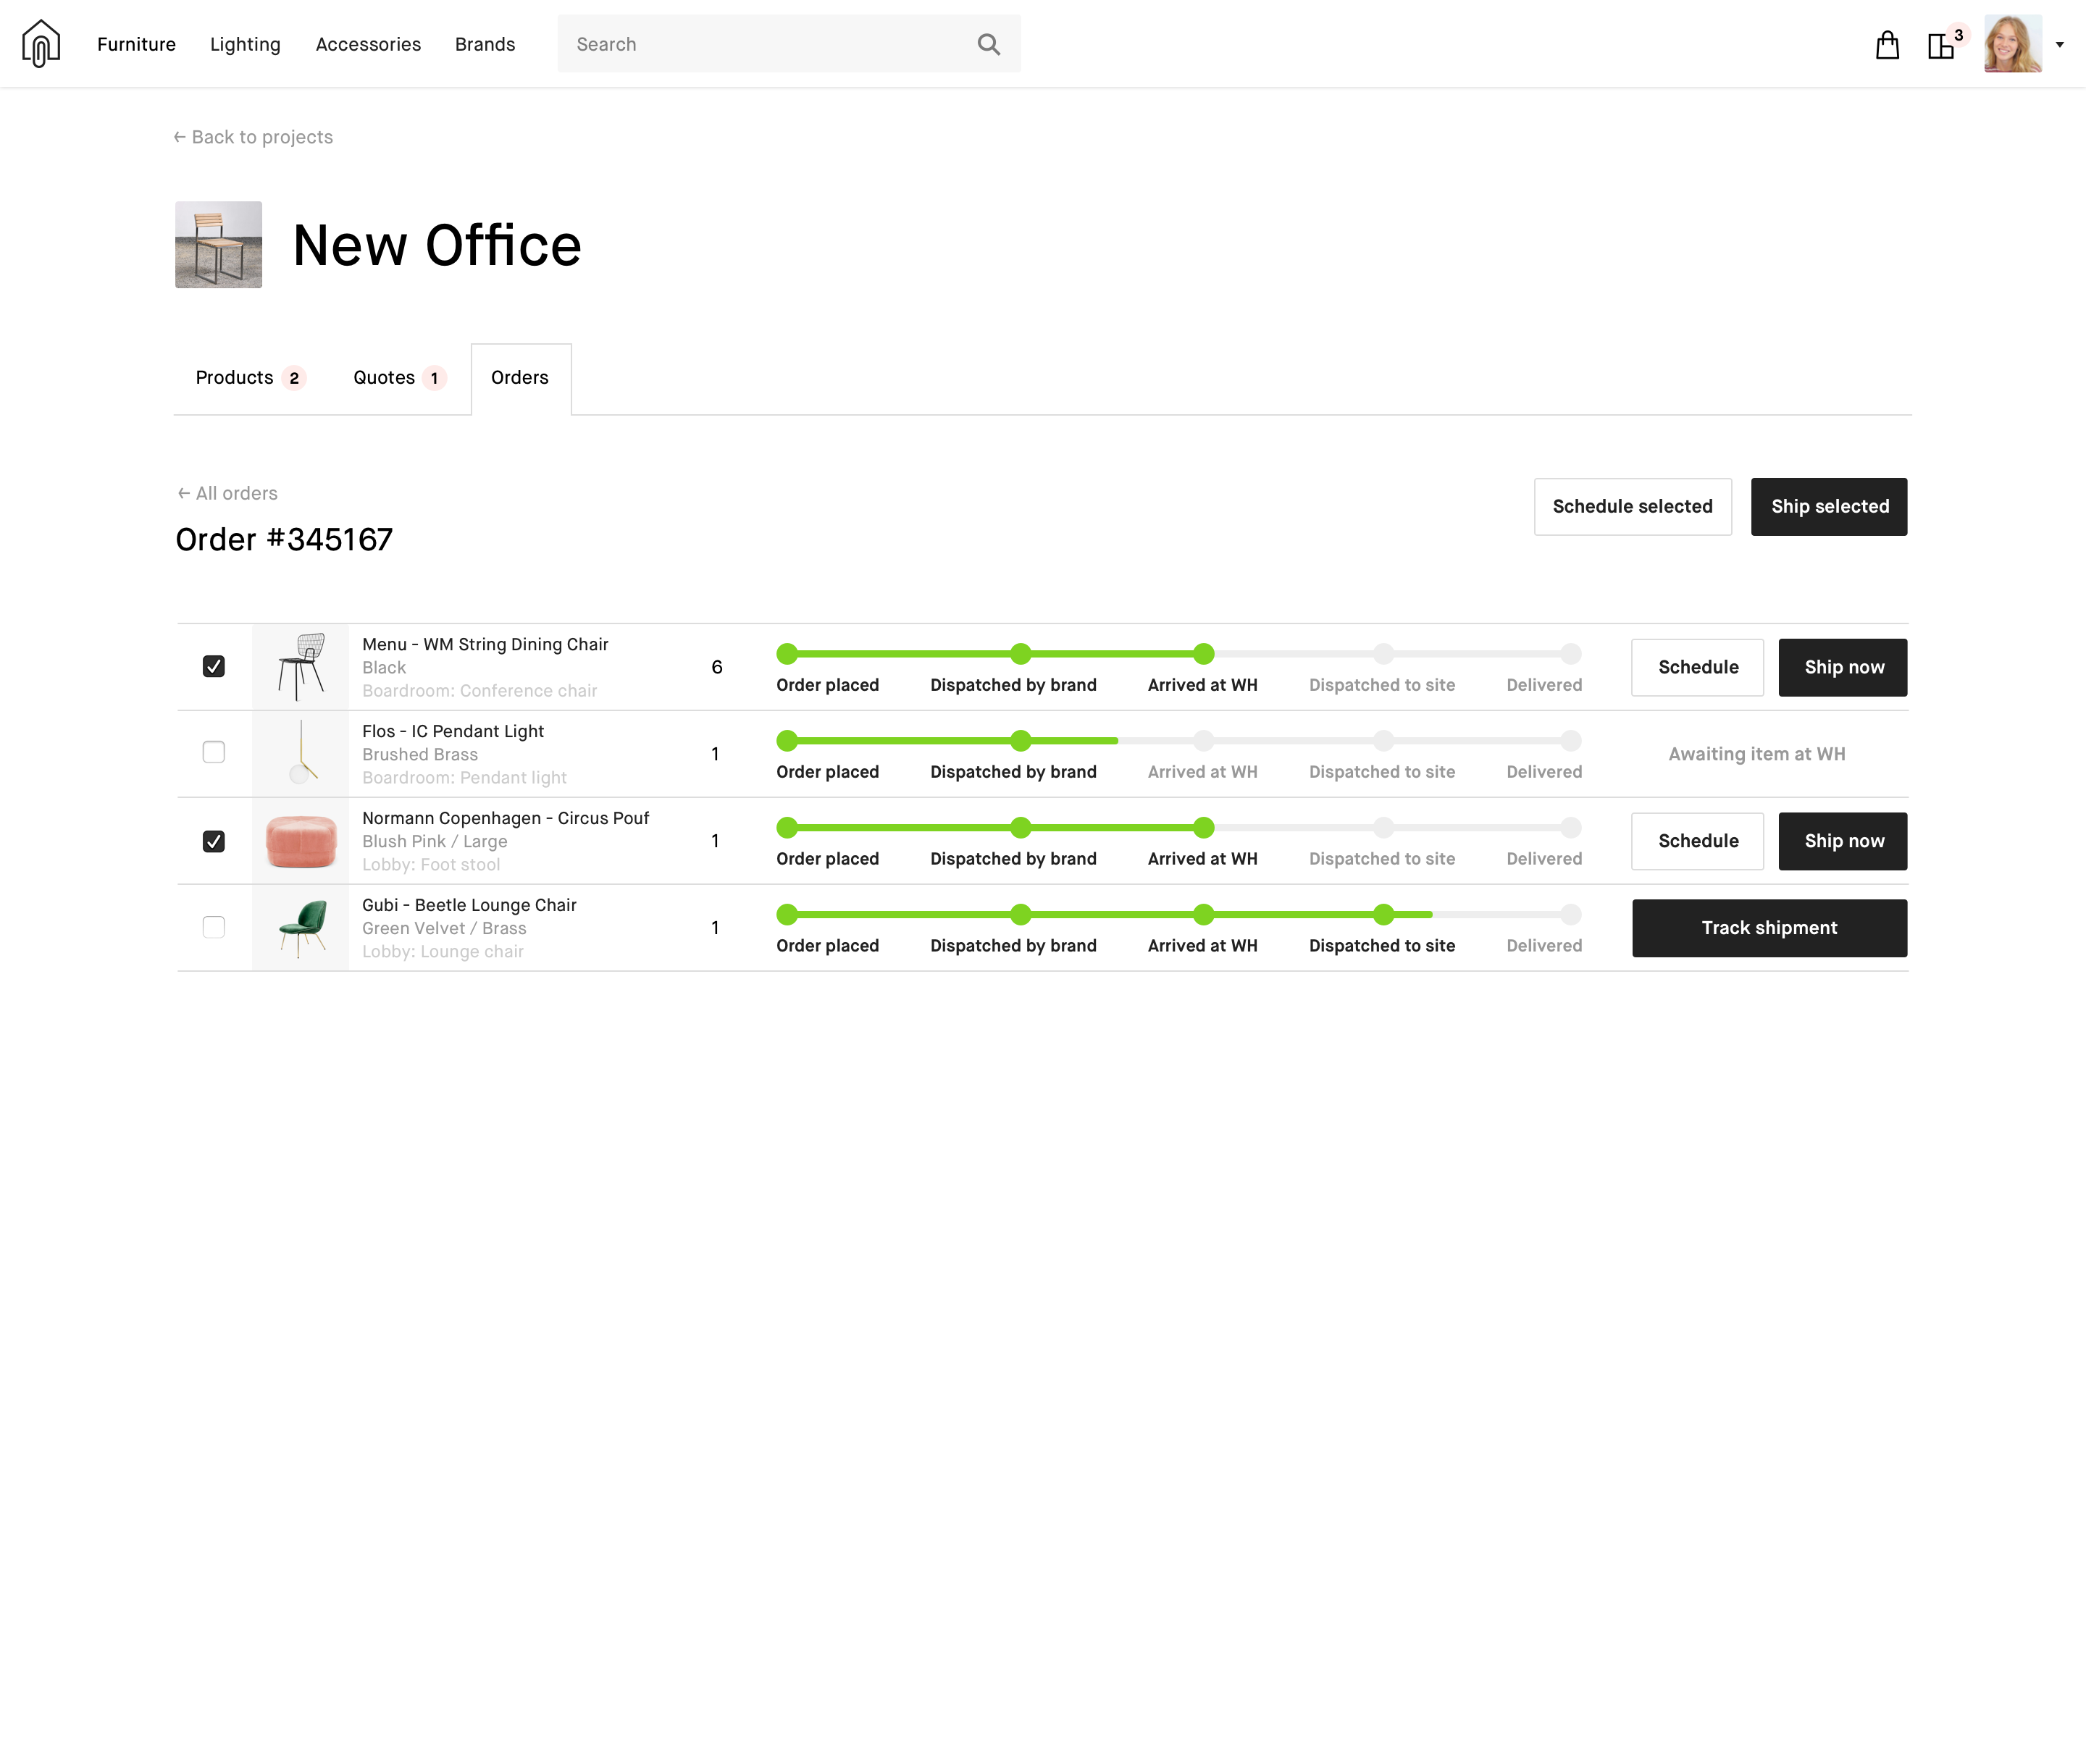 Furniture Lighting Accessories Brands Search 3
← Back to projects
New Office
Products 2 Quotes 1 Orders
← All orders
Schedule selected Ship selected
Order #345167
Menu - WM String Dining Chair
Black
Boardroom: Conference chair
6
Order placed Dispatched by brand Arrived at WH Dispatched to site Delivered
Schedule Ship now
Flos - IC Pendant Light
Brushed Brass
Boardroom: Pendant light
1
Order placed Dispatched by brand Arrived at WH Dispatched to site Delivered
Awaiting item at WH
Normann Copenhagen - Circus Pouf
Blush Pink / Large
Lobby: Foot stool
1
Order placed Dispatched by brand Arrived at WH Dispatched to site Delivered
Schedule Ship now
Gubi - Beetle Lounge Chair
Green Velvet / Brass
Lobby: Lounge chair
1
Order placed Dispatched by brand Arrived at WH Dispatched to site Delivered
Track shipment